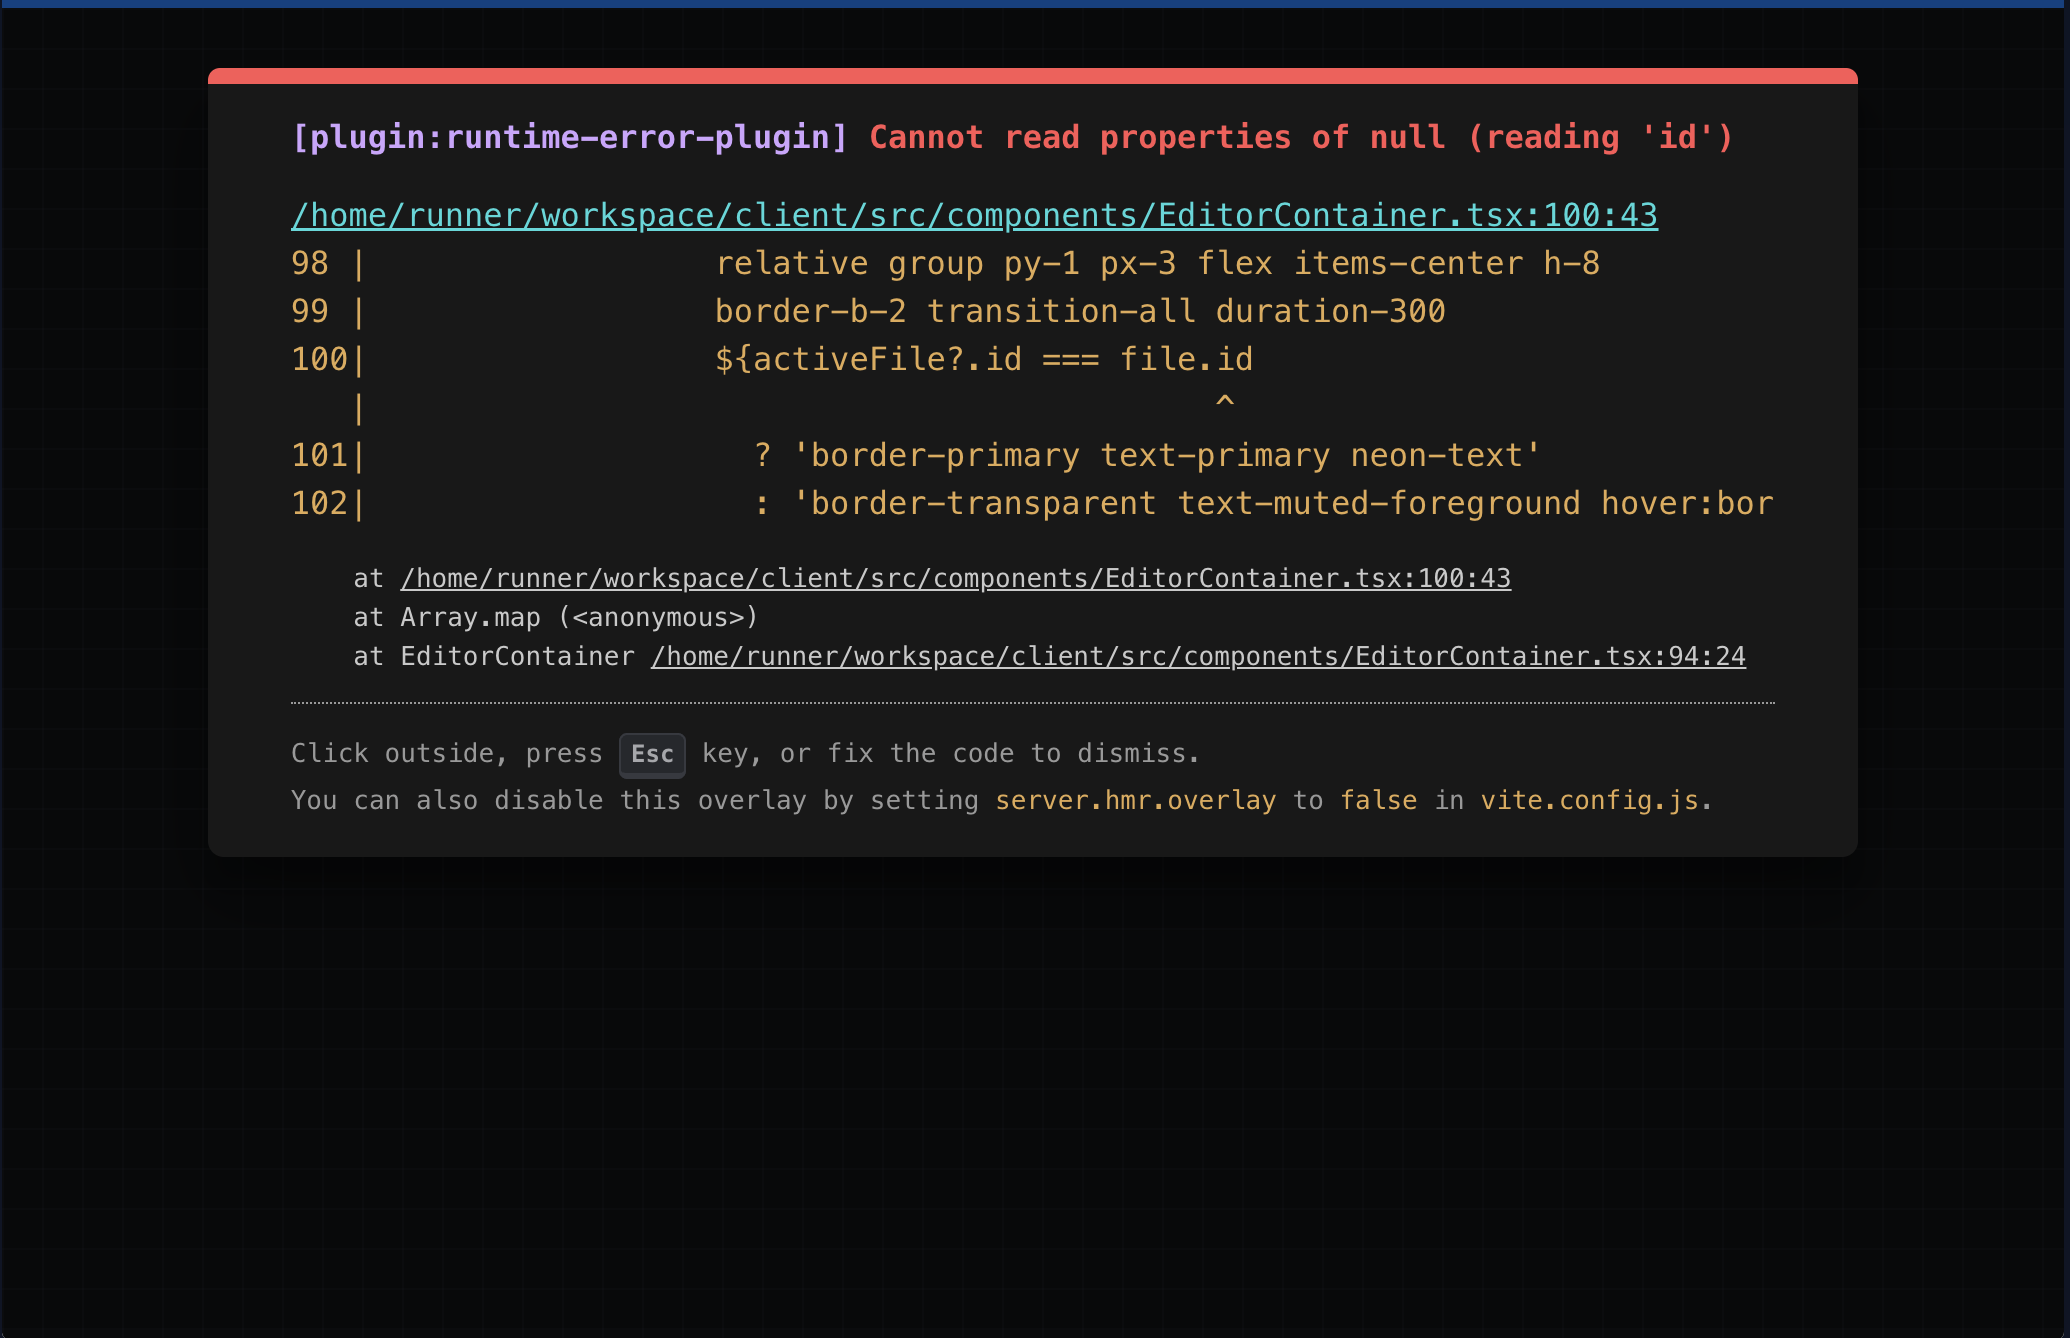 [plugin:runtime-error-plugin] Cannot read properties of null (reading 'id')
/home/runner/workspace/client/src/components/EditorContainer.tsx:100:43
98 |                  relative group py-1 px-3 flex items-center h-8
99 |                  border-b-2 transition-all duration-300
100|                  ${activeFile?.id === file.id
   |                                            ^
101|                    ? 'border-primary text-primary neon-text'
102|                    : 'border-transparent text-muted-foreground hover:bor
at /home/runner/workspace/client/src/components/EditorContainer.tsx:100:43
at Array.map (<anonymous>)
at EditorContainer /home/runner/workspace/client/src/components/EditorContainer.tsx:94:24
Click outside, press Esc key, or fix the code to dismiss.
You can also disable this overlay by setting server.hmr.overlay to false in vite.config.js.